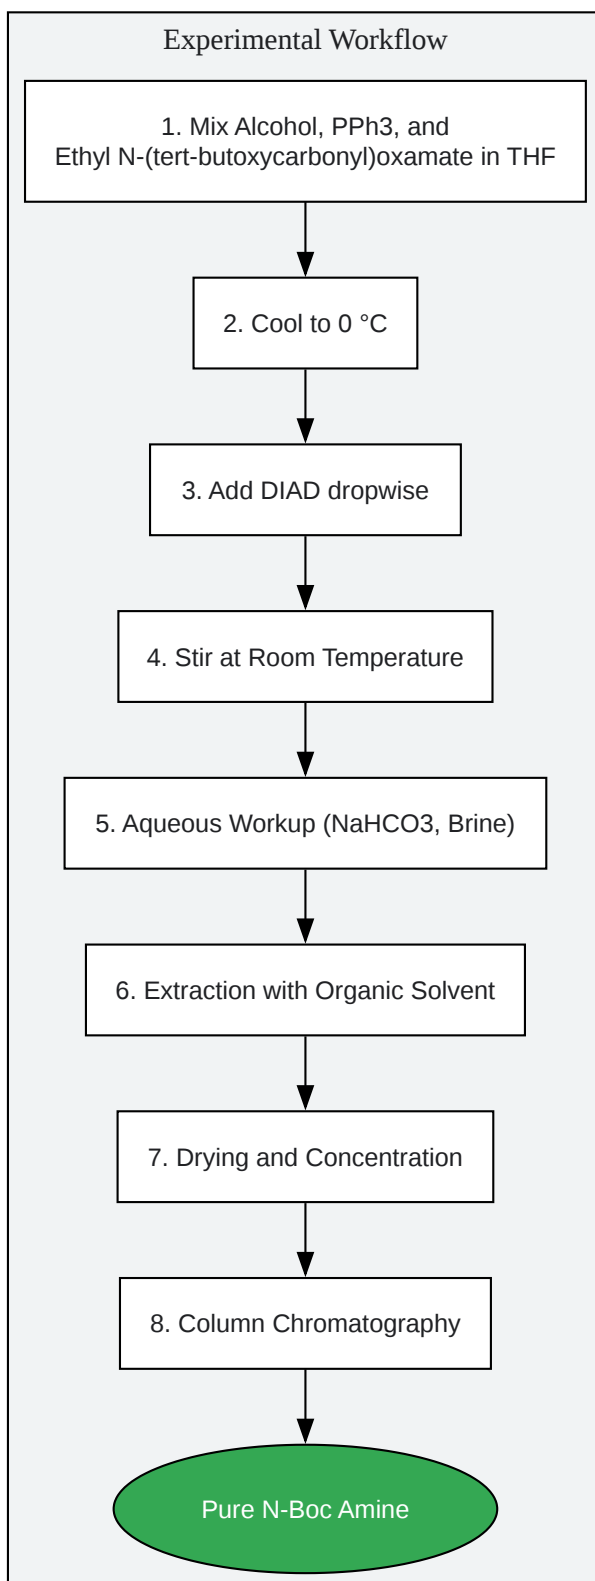 Experimental Workflow
1. Mix Alcohol, PPh3, and
Ethyl N-(tert-butoxycarbonyl)oxamate in THF
2. Cool to 0 °C
3. Add DIAD dropwise
4. Stir at Room Temperature
5. Aqueous Workup (NaHCO3, Brine)
6. Extraction with Organic Solvent
7. Drying and Concentration
8. Column Chromatography
Pure N-Boc Amine